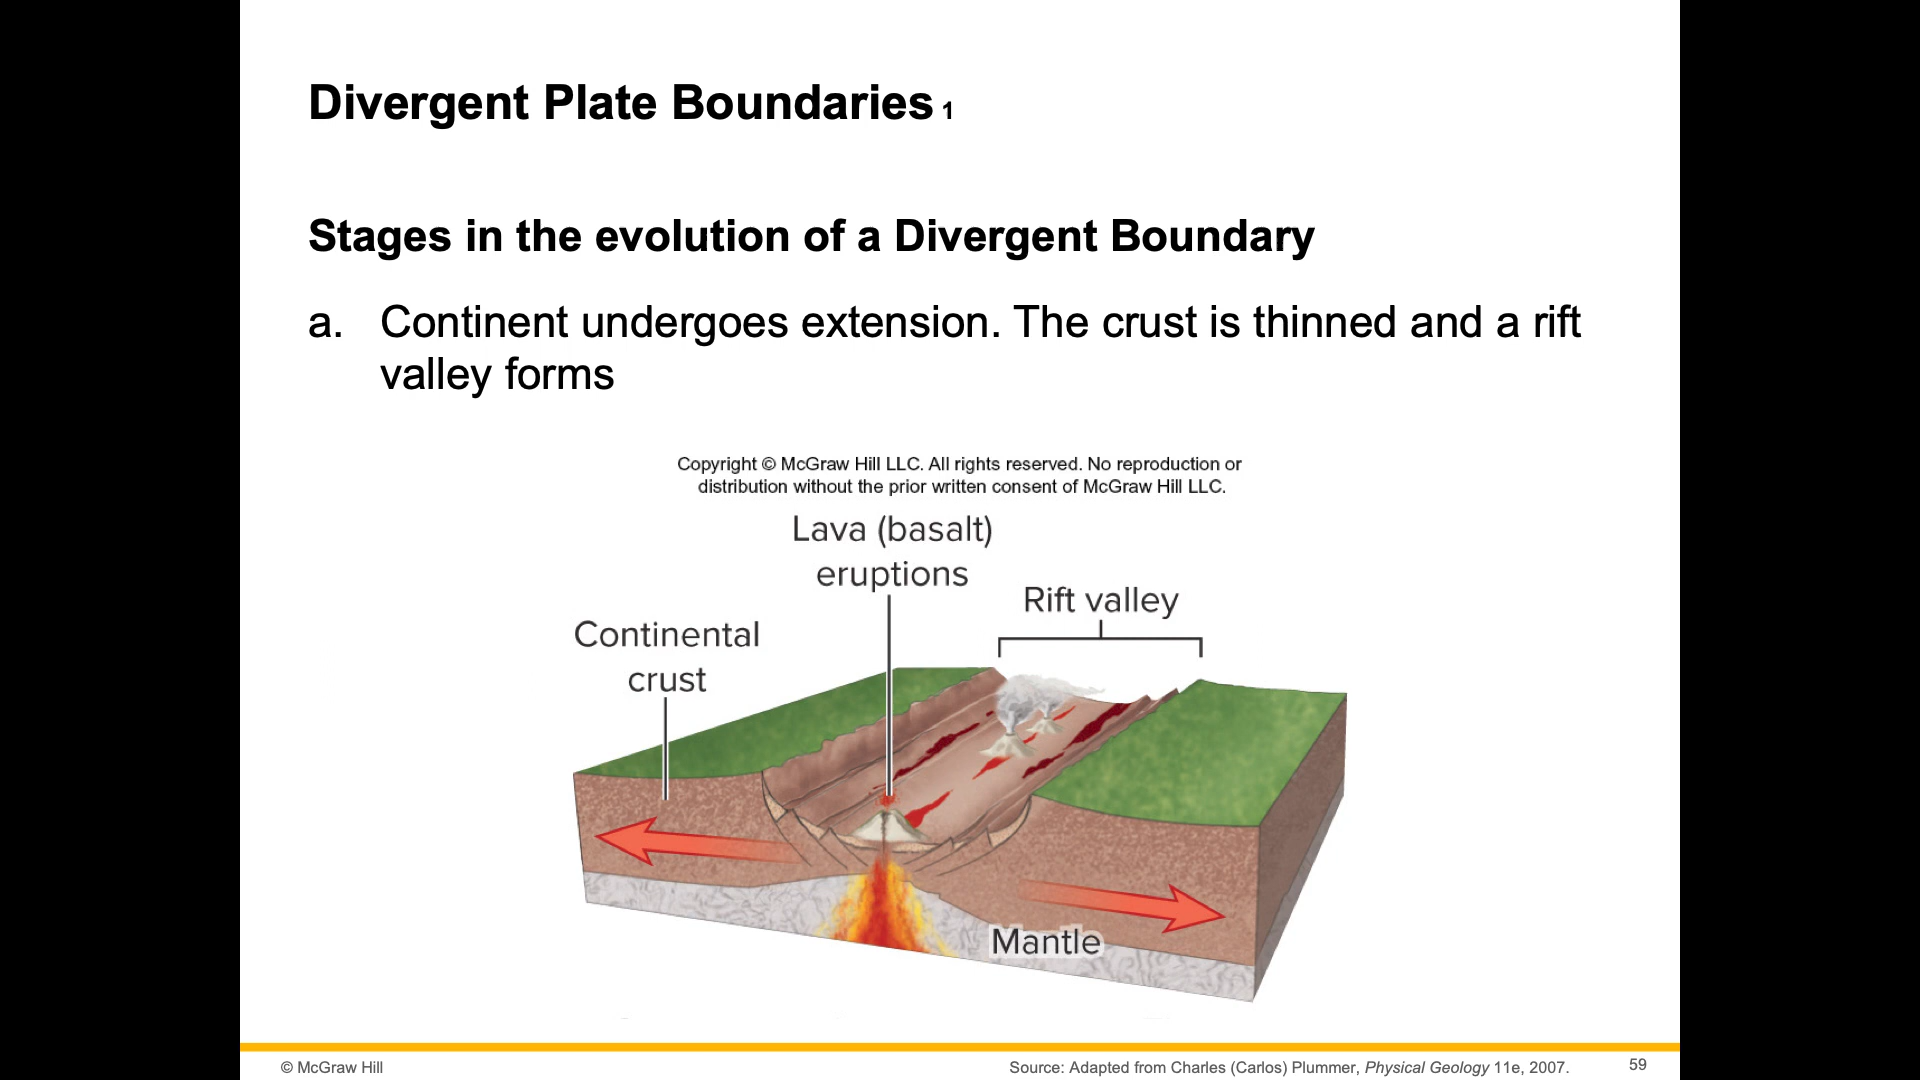 Divergent Plate Boundaries 1
Stages in the evolution of a Divergent Boundary
a. Continent undergoes extension. The crust is thinned and a rift
valley forms
Copyright © McGraw Hill LLC. All rights reserved. No reproduction or
distribution without the prior written consent of McGraw Hill LLC.
Lava (basalt)
eruptions
Rift valley
Continental
crust
Mantle
© McGraw Hill
Source: Adapted from Charles (Carlos) Plummer, Physical Geology 11e, 2007.
59